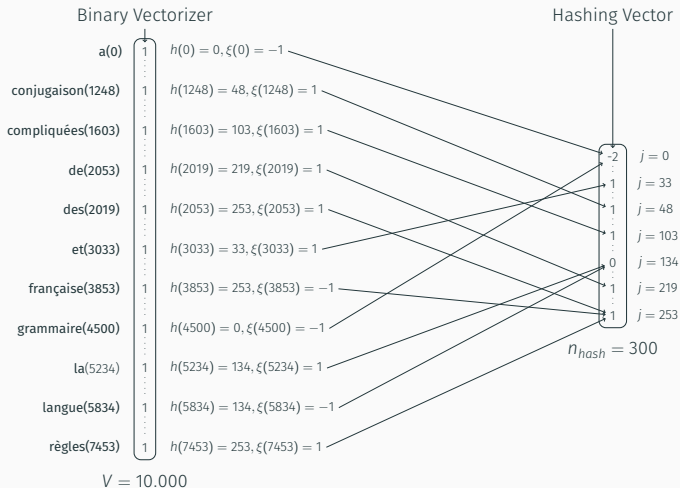 Binary Vectorizer Hashing Vector
a(0) 1 h(0) = 0, ξ(0) = −1
conjugaison(1248) 1 h(1248) = 48, ξ(1248) = 1
compliquées(1603) 1 h(1603) = 103, ξ(1603) = 1
-2 j = 0
de(2053) 1 h(2019) = 219, ξ(2019) = 1
1 j = 33
des(2019) 1 h(2053) = 253, ξ(2053) = 1
1 j = 48
1 j = 103
et(3033) 1 h(3033) = 33, ξ(3033) = 1
0 j = 134
française(3853) 1 h(3853) = 253, ξ(3853) = −1
1 j = 219
1 j = 253
grammaire(4500) 1 h(4500) = 0, ξ(4500) = −1
n_hash = 300
la(5234) 1 h(5234) = 134, ξ(5234) = 1
langue(5834) 1 h(5834) = 134, ξ(5834) = −1
règles(7453) 1 h(7453) = 253, ξ(7453) = 1
V = 10.000